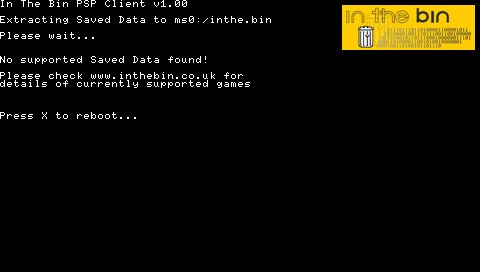 In The Bin PSP Client v1.00
Extracting Saved Data to ms0:/inthe.bin
Please wait...
No supported Saved Data found!
Please check www.inthebin.co.uk for
details of currently supported games
Press X to reboot...
in the bin